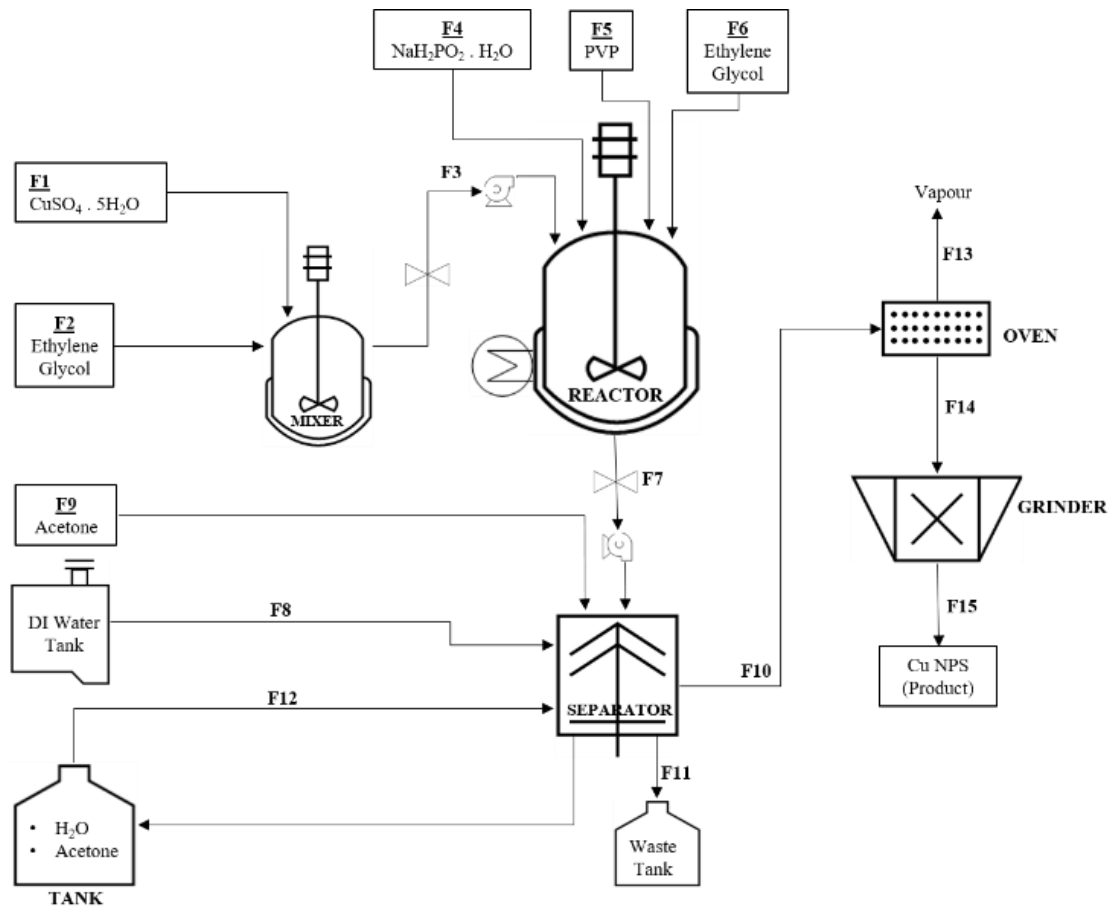 F4
NaH₂PO₂ . H₂O
F5
PVP
F6
Ethylene
Glycol
F1
CuSO₄ . 5H₂O
F3
F2
Ethylene
Glycol
MIXER
REACTOR
Vapour
F13
OVEN
F14
F7
GRINDER
F9
Acetone
DI Water
Tank
F8
F15
F10
Cu NPS
(Product)
F12
SEPARATOR
F11
• H₂O
• Acetone
TANK
Waste
Tank